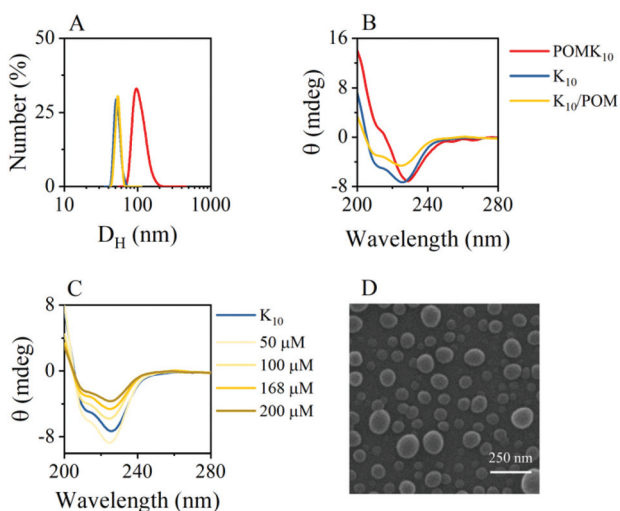 A
50
25
0
Number (%)
10 100 1000
D_H (nm)
B
16
8
0
-8
θ (mdeg)
200 240 280
Wavelength (nm)
POMK₁₀
K₁₀
K₁₀/POM
C
8
0
-8
θ (mdeg)
200 240 280
Wavelength (nm)
K₁₀
50 μM
100 μM
168 μM
200 μM
D
250 nm